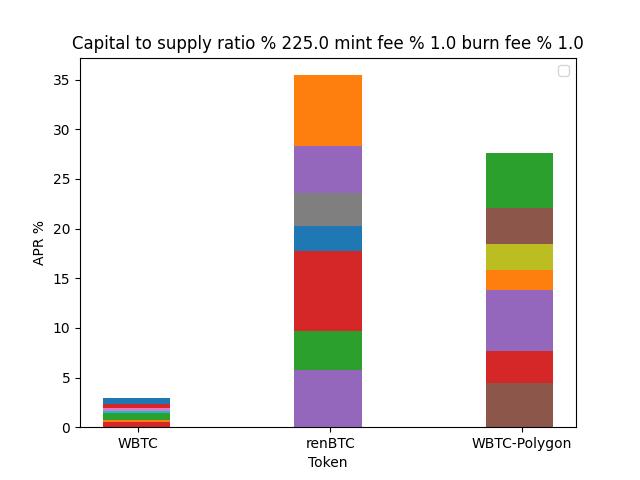 Capital to supply ratio % 225.0 mint fee % 1.0 burn fee % 1.0
35
30
25
20
15
10
5
0
APR %
WBTC renBTC WBTC-Polygon
Token